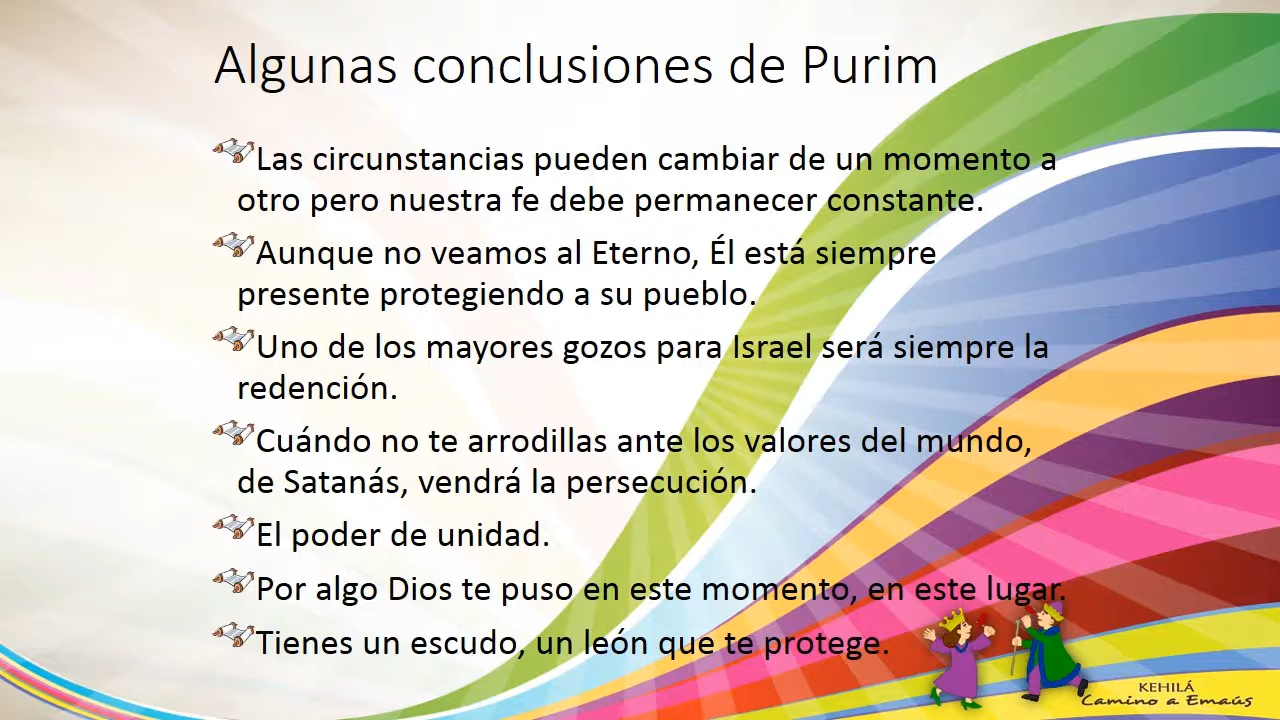 Algunas conclusiones de Purim
Las circunstancias pueden cambiar de un momento a
otro pero nuestra fe debe permanecer constante.
Aunque no veamos al Eterno, Él está siempre
presente protegiendo a su pueblo.
Uno de los mayores gozos para Israel será siempre la
redención.
Cuándo no te arrodillas ante los valores del mundo,
de Satanás, vendrá la persecución.
El poder de unidad.
Por algo Dios te puso en este momento, en este lugar.
Tienes un escudo, un león que te protege.
KEHILÁ
Camino a Emaús